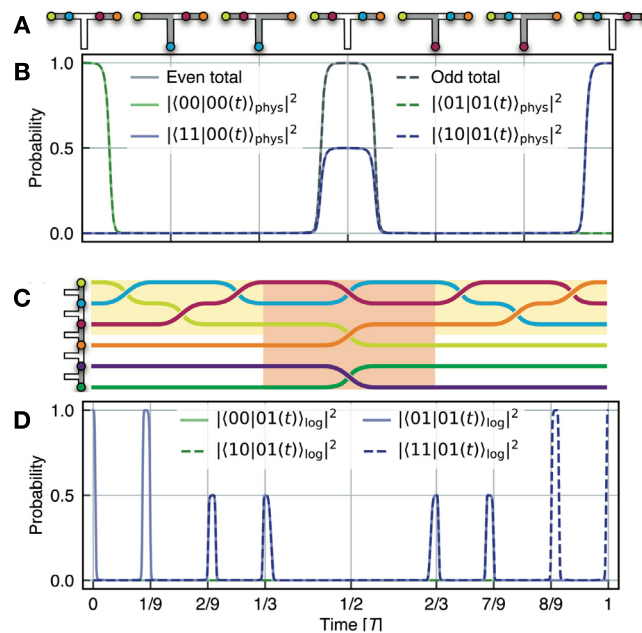 A
B
Even total
Odd total
|⟨00|00(t)⟩phys|²
|⟨01|01(t)⟩phys|²
|⟨11|00(t)⟩phys|²
|⟨10|01(t)⟩phys|²
Probability
1.0
0.5
0.0
C
D
|⟨00|01(t)⟩log|²
|⟨01|01(t)⟩log|²
|⟨10|01(t)⟩log|²
|⟨11|01(t)⟩log|²
Probability
1.0
0.5
0.0
0 1/9 2/9 1/3 1/2 2/3 7/9 8/9 1
Time [T]